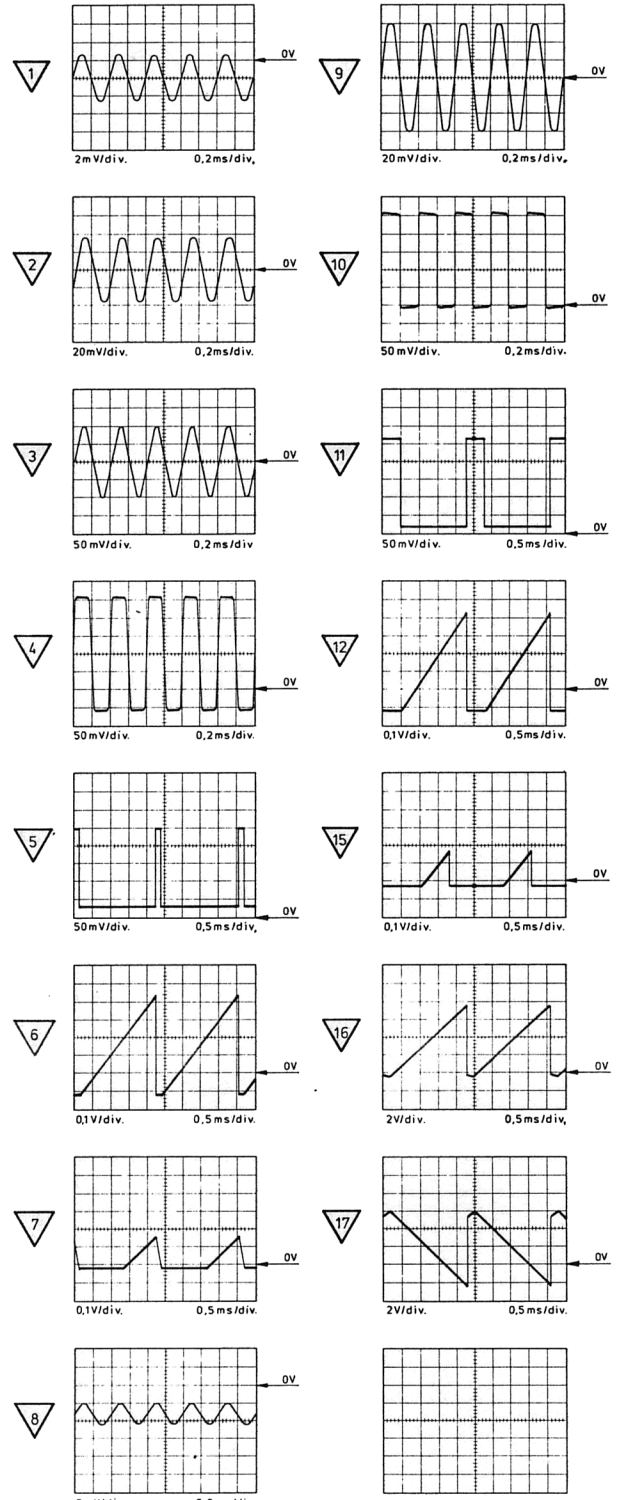 1
0V
2mV/div.
0,2ms/div.
2
0V
20mV/div.
0,2ms/div.
3
0V
50mV/div.
0,2ms/div
4
0V
50mV/div.
0,2ms/div.
5
0V
50mV/div.
0,5ms/div.
6
0V
0,1V/div.
0,5ms/div.
7
0V
0,1V/div.
0,5ms/div.
8
0V
9
0V
20mV/div.
0,2ms/div.
10
0V
50mV/div.
0,2ms/div.
11
0V
50mV/div.
0,5ms/div.
12
0V
0,1V/div.
0,5ms/div.
15
0V
0,1V/div.
0,5ms/div.
16
0V
2V/div.
0,5ms/div.
17
0V
2V/div.
0,5ms/div.